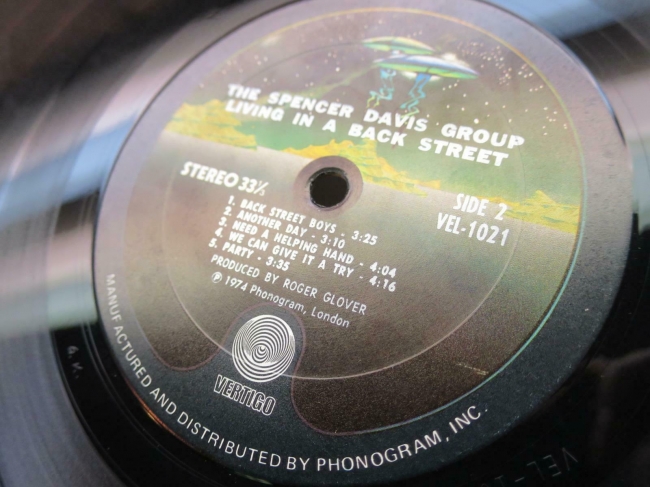 THE SPENCER DAVIS GROUP
LIVING IN A BACK STREET
STEREO 33⅓
SIDE 2
VEL-1021
1. BACK STREET BOYS - 3:25
2. ANOTHER DAY - 3:10
3. NEED A HELPING HAND - 4:04
4. WE CAN GIVE IT A TRY - 4:16
5. PARTY - 3:35
PRODUCED BY ROGER GLOVER
℗ 1974 Phonogram, London
VERTIGO
MANUFACTURED AND DISTRIBUTED BY PHONOGRAM, INC.